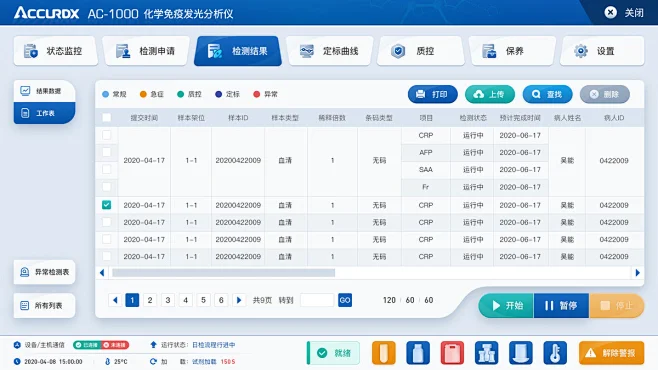 ACCURDX AC-1000 化学免疫发光分析仪 关闭
状态监控 检测申请 检测结果 定标曲线 质控 保养 设置
结果数据
工作表
常规 急症 质控 定标 异常 打印 上传 查找 删除
提交时间 样本架位 样本ID 样本类型 稀释倍数 条码类型 项目 检测状态 预计完成时间 病人姓名 病人ID
CRP 运行中 2020-06-17
AFP 运行中 2020-06-17
2020-04-17 1-1 20200422009 血清 1 无码 吴能 0422009
SAA 运行中 2020-06-17
Fr 运行中 2020-06-17
2020-04-17 1-1 20200422009 血清 1 无码 CRP 运行中 2020-06-17 吴能 0422009
2020-04-17 1-1 20200422009 血清 1 无码 CRP 运行中 2020-06-17 吴能 0422009
2020-04-17 1-1 20200422009 血清 1 无码 CRP 运行中 2020-06-17 吴能 0422009
2020-04-17 1-1 20200422009 血清 1 无码 CRP 运行中 2020-06-17 吴能 0422009
异常检测表
所有列表
1 2 3 4 5 6 共9页 转到 GO 120 / 60 / 60
开始 暂停 停止
设备/主机通信 已连接 未连接 运行状态: 日检流程行进中
2020-04-08 15:00:00 25°C 加 载: 试剂加载 150S
就绪
解除警报